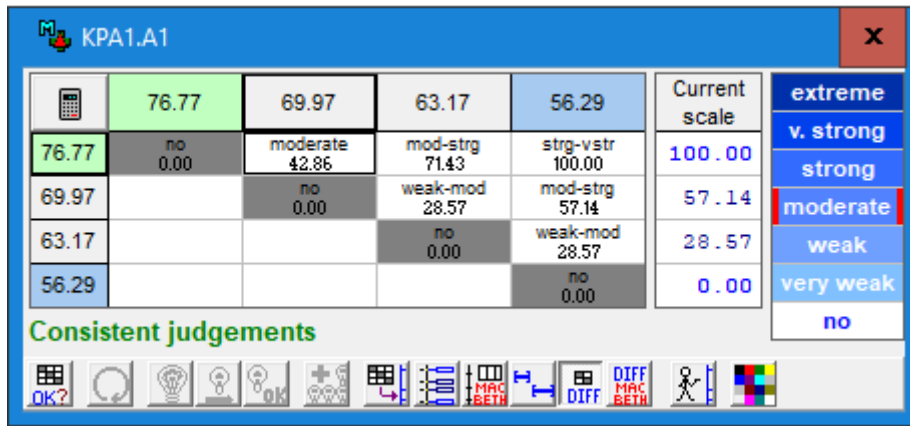 KPA1.A1 x
76.77 69.97 63.17 56.29 Current scale
76.77 no 0.00 moderate 42.86 mod-strg 71.43 strg-vstr 100.00 100.00
69.97 no 0.00 weak-mod 28.57 mod-strg 57.14 57.14
63.17 no 0.00 weak-mod 28.57 28.57
56.29 no 0.00 0.00
extreme
v. strong
strong
moderate
weak
very weak
no
Consistent judgements
OK? OK MAC BETH DIFF DIFF MAC BETH